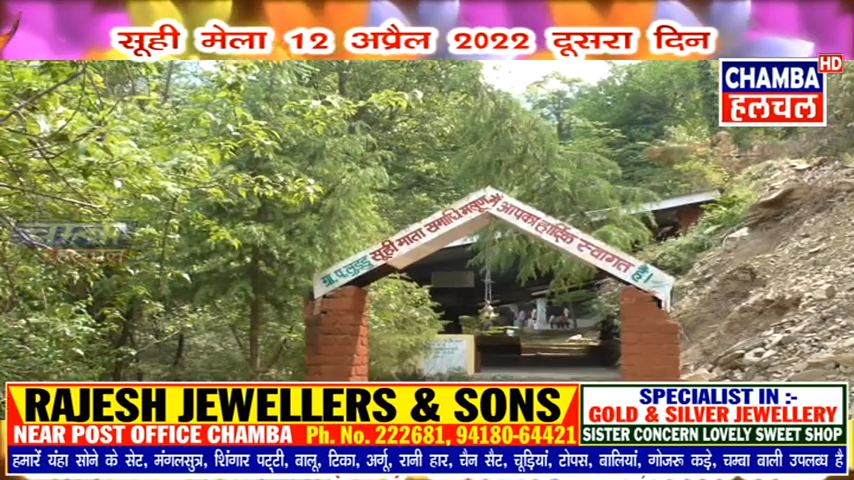 सूही मेला 12 अप्रैल 2022 दूसरा दिन
CHAMBA HD
हलचल
ग्रा. प. लुड्डू सूही माता समाधि मलूणा में आपका हार्दिक स्वागत है।
RAJESH JEWELLERS & SONS
NEAR POST OFFICE CHAMBA Ph. No. 222681, 94180-64421
SPECIALIST IN :-
GOLD & SILVER JEWELLERY
SISTER CONCERN LOVELY SWEET SHOP
हमारें यंहा सोने के सेट, मंगलसुत्र, शिंगार पट्टी, वालू, टिका, अर्गू, रानी हार, चैन सैट, चूड़ियां, टोपस, वालियां, गोजरू कड़े, चम्बा वाली उपलब्ध है